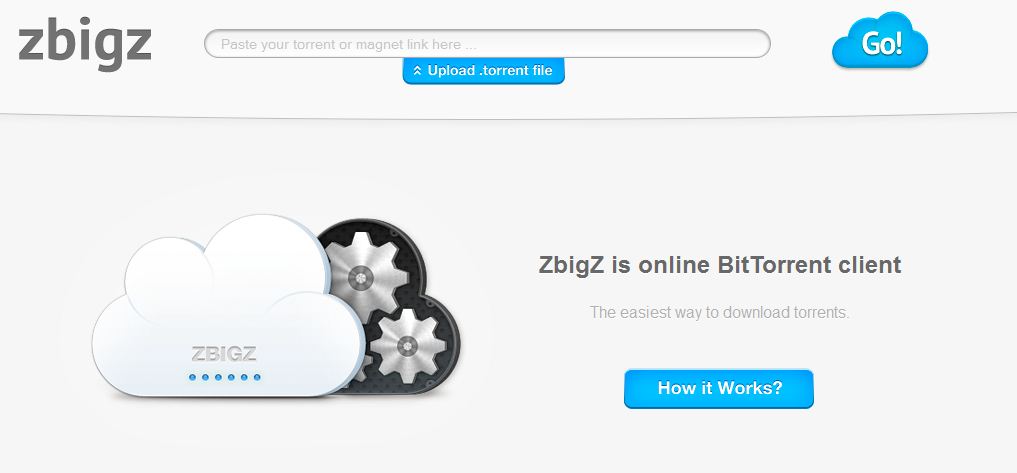 zbigz
Paste your torrent or magnet link here ...
Go!
Upload .torrent file
ZbigZ is online BitTorrent client
The easiest way to download torrents.
ZBIGZ
How it Works?